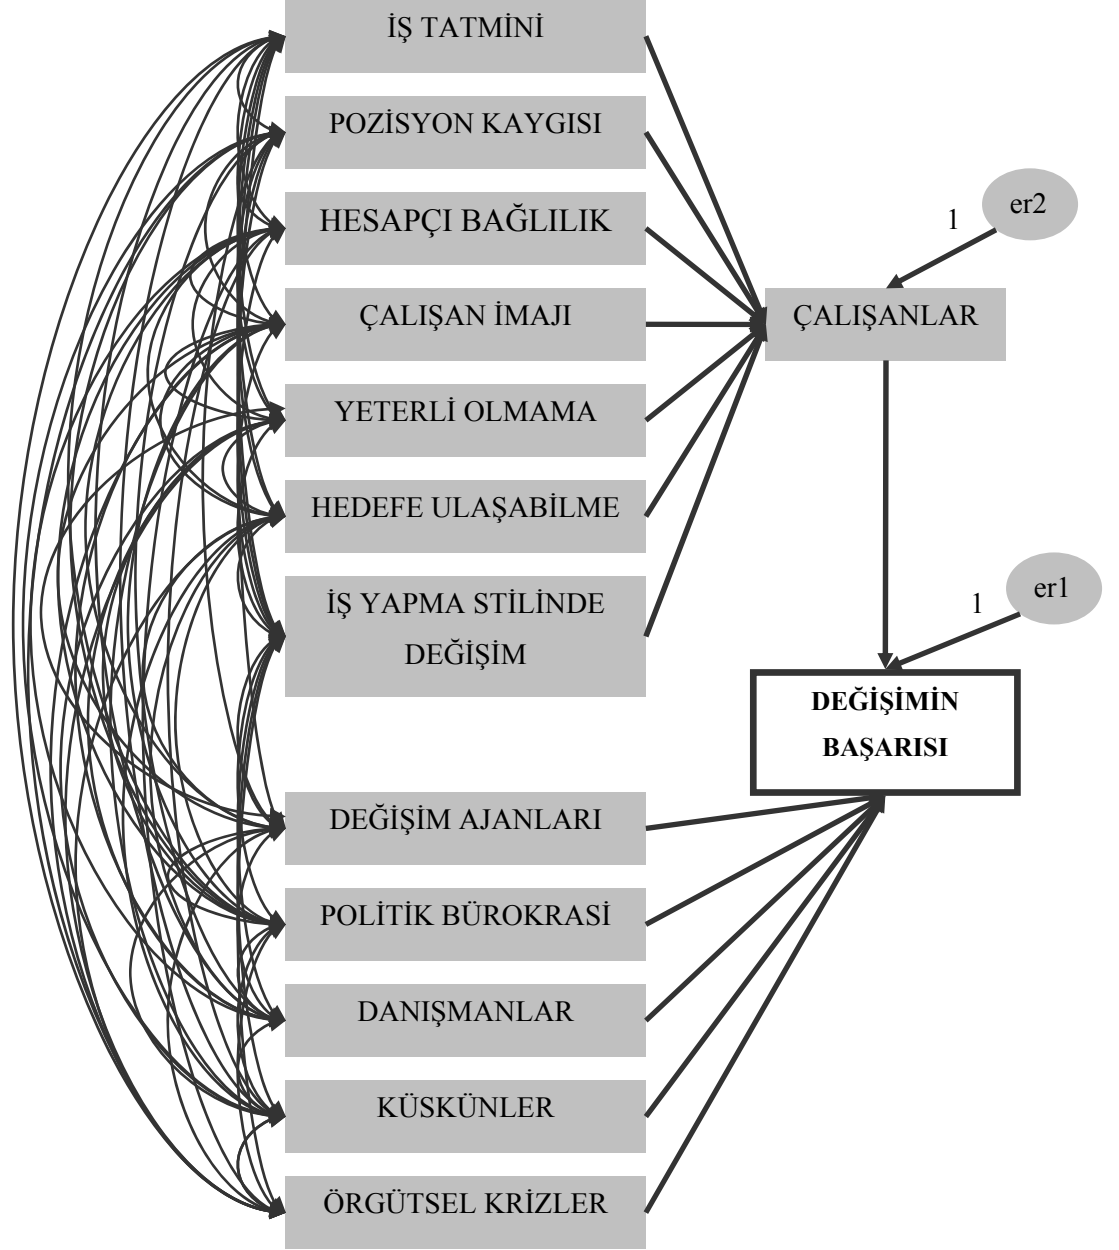 İŞ TATMİNİ
POZİSYON KAYGISI
HESAPÇI BAĞLILIK
ÇALIŞAN İMAJI
YETERLİ OLMAMA
HEDEFE ULAŞABİLME
İŞ YAPMA STİLİNDE
DEĞİŞİM
DEĞİŞİM AJANLARI
POLİTİK BÜROKRASİ
DANIŞMANLAR
KÜSKÜNLER
ÖRGÜTSEL KRİZLER
er2
1
ÇALIŞANLAR
er1
1
DEĞİŞİMİN
BAŞARISI